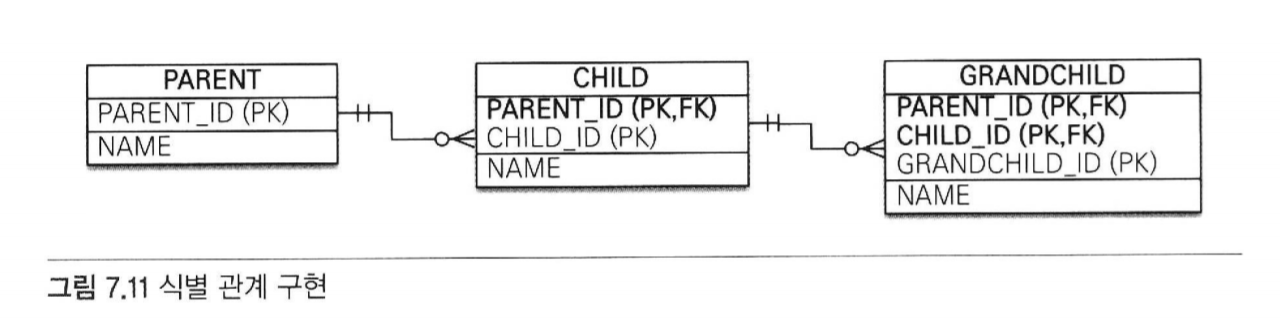 PARENT
PARENT_ID (PK)
NAME
CHILD
PARENT_ID (PK,FK)
CHILD_ID (PK)
NAME
GRANDCHILD
PARENT_ID (PK,FK)
CHILD_ID (PK,FK)
GRANDCHILD_ID (PK)
NAME
그림 7.11 식별 관계 구현